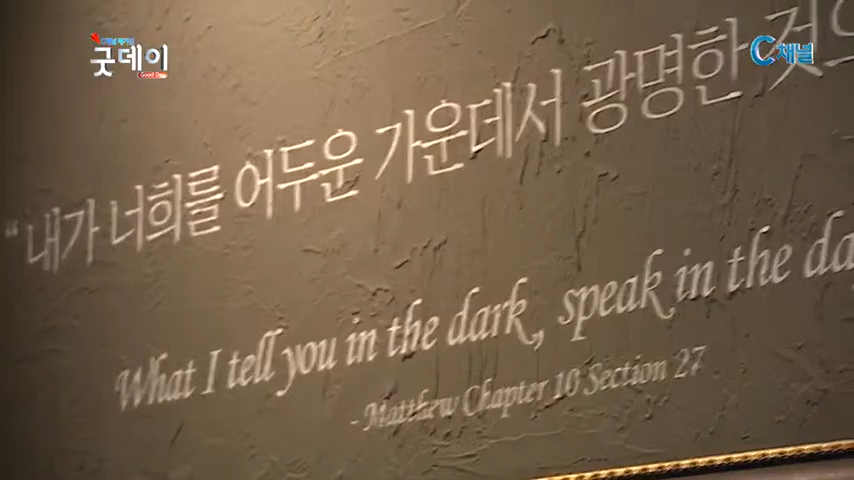 굿데이
Good Day
C채널
“내가 너희를 어두운 가운데서 광명한 것으
What I tell you in the dark, speak in the da
- Matthew Chapter 10 Section 27